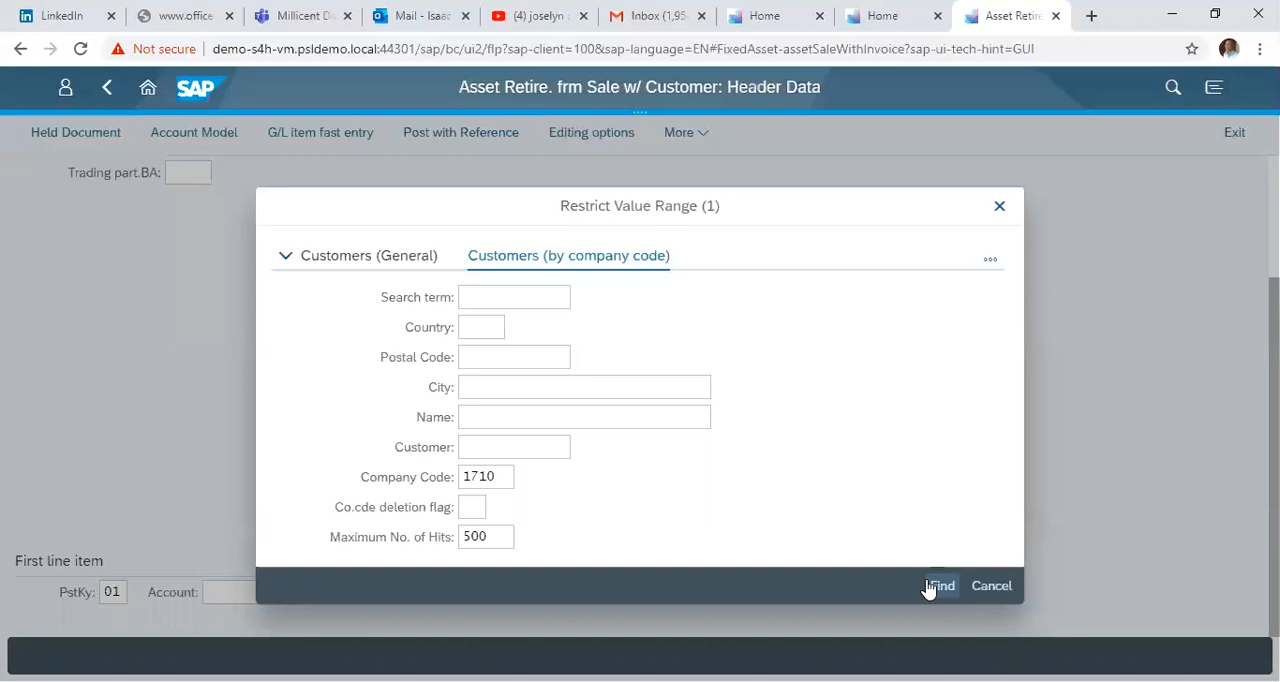 LinkedIn
www.office
Millicent Di
Mail - Isaac
(4) joselyn
Inbox (1,95
Home
Home
Asset Retire
Not secure
demo-s4h-vm.psldemo.local:44301/sap/bc/ui2/flp?sap-client=100&sap-language=EN#FixedAsset-assetSaleWithInvoice?sap-ui-tech-hint=GUI
SAP
Asset Retire. frm Sale w/ Customer: Header Data
Held Document Account Model G/L item fast entry Post with Reference Editing options More Exit
Trading part.BA:
Restrict Value Range (1)
Customers (General) Customers (by company code)
Search term:
Country:
Postal Code:
City:
Name:
Customer:
Company Code: 1710
Co.cde deletion flag:
Maximum No. of Hits: 500
Find Cancel
First line item
PstKy: 01 Account: